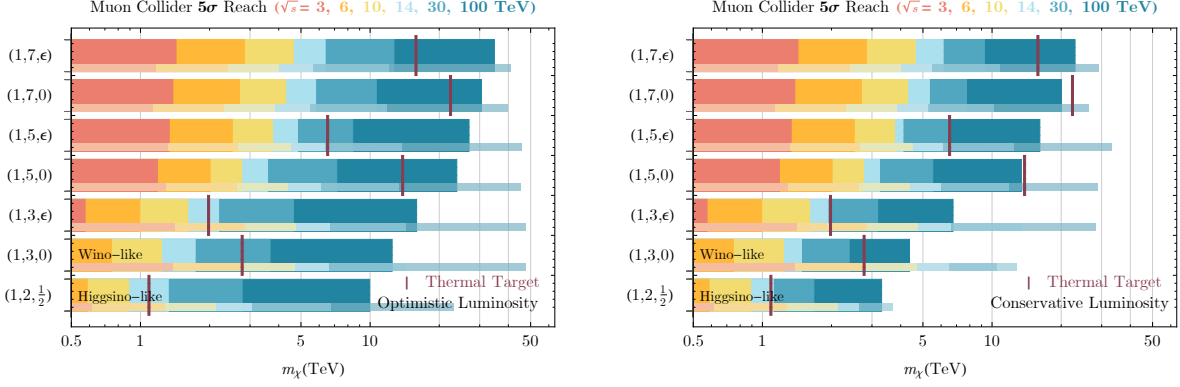 Muon Collider 5σ Reach (√s = 3, 6, 10, 14, 30, 100 TeV)
(1,7,ϵ)
(1,7,0)
(1,5,ϵ)
(1,5,0)
(1,3,ϵ)
(1,3,0)
Wino-like
(1,2,1/2)
Higgsino-like
Thermal Target
Optimistic Luminosity
0.5 1 5 10 50
mχ(TeV)
Muon Collider 5σ Reach (√s = 3, 6, 10, 14, 30, 100 TeV)
(1,7,ϵ)
(1,7,0)
(1,5,ϵ)
(1,5,0)
(1,3,ϵ)
(1,3,0)
Wino-like
(1,2,1/2)
Higgsino-like
Thermal Target
Conservative Luminosity
0.5 1 5 10 50
mχ(TeV)